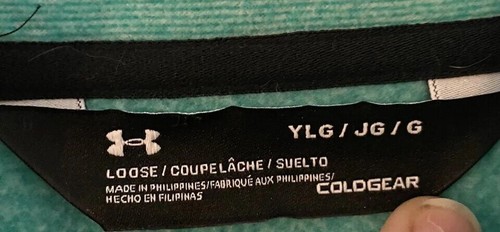 YLG / JG / G
LOOSE / COUPELÂCHE / SUELTO
MADE IN PHILIPPINES/FABRIQUÉ AUX PHILIPPINES/
HECHO EN FILIPINAS
COLDGEAR